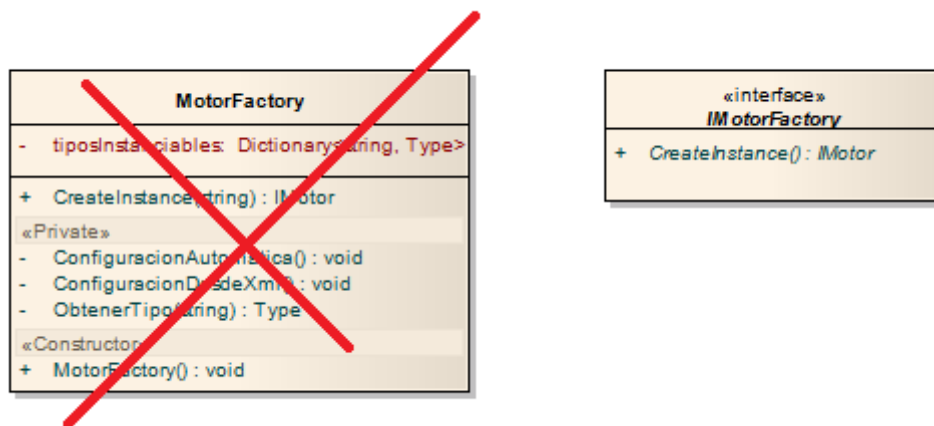 MotorFactory
- tiposInstanciables: Dictionary<string, Type>
+ CreateInstance(string) : IMotor
«Private»
- ConfiguracionAutomatica() : void
- ConfiguracionDesdeXml() : void
- ObtenerTipo(string) : Type
«Constructor»
+ MotorFactory() : void
«interface»
IMotorFactory
+ CreateInstance() : IMotor